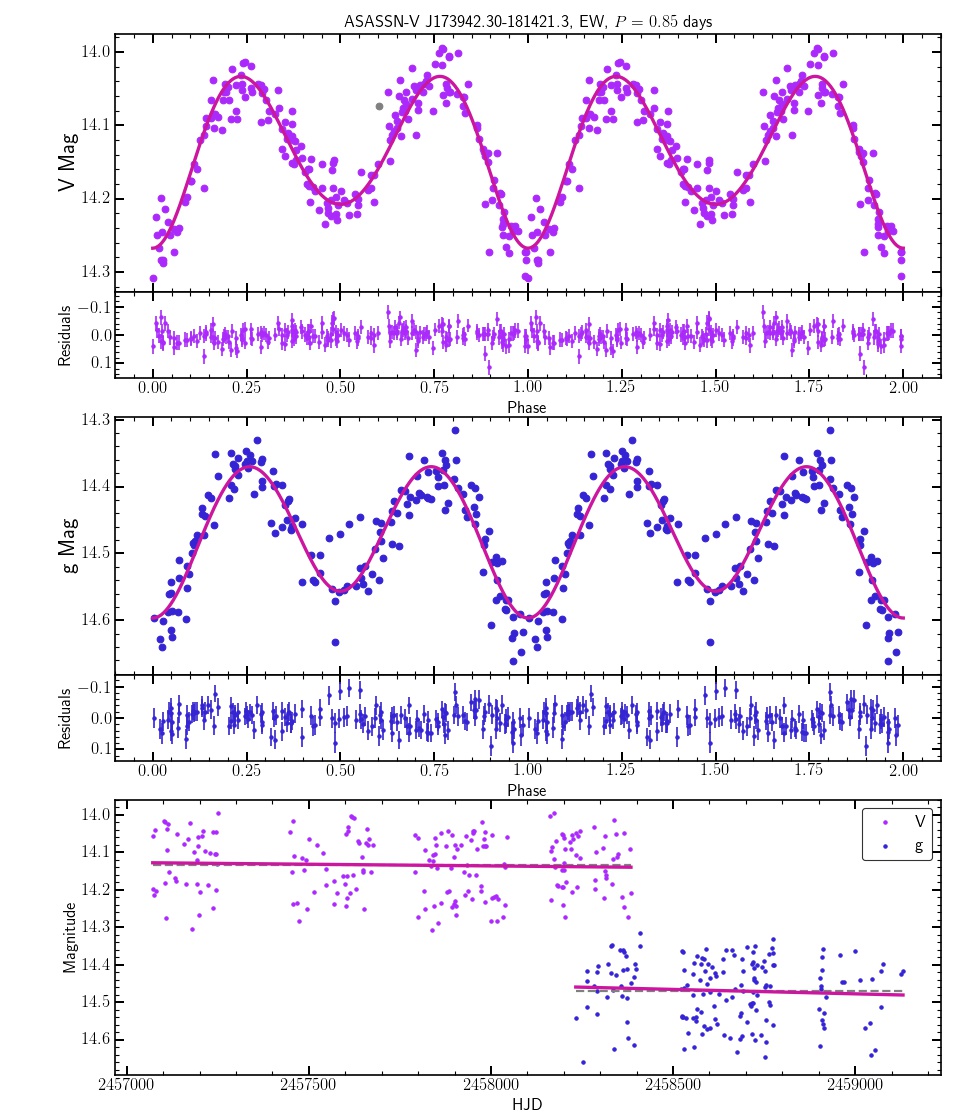 ASASSN-V J173942.30-181421.3, EW, P = 0.85 days
14.0
14.1
14.2
14.3
V Mag
−0.1
0.0
0.1
Residuals
0.00 0.25 0.50 0.75 1.00 1.25 1.50 1.75 2.00
Phase
14.3
14.4
14.5
14.6
g Mag
−0.1
0.0
0.1
Residuals
0.00 0.25 0.50 0.75 1.00 1.25 1.50 1.75 2.00
Phase
14.0
14.1
14.2
14.3
14.4
14.5
14.6
Magnitude
V
g
2457000 2457500 2458000 2458500 2459000
HJD